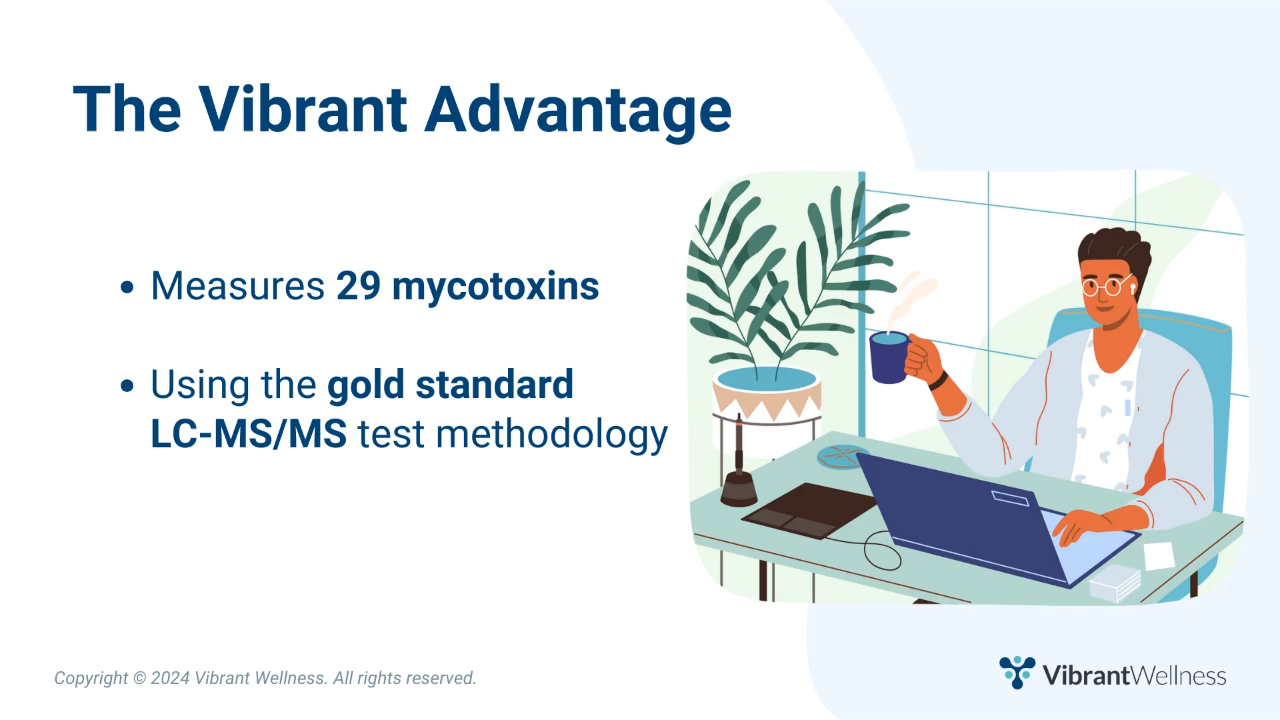 The Vibrant Advantage
• Measures 29 mycotoxins
• Using the gold standard
LC-MS/MS test methodology
Copyright © 2024 Vibrant Wellness. All rights reserved.
VibrantWellness